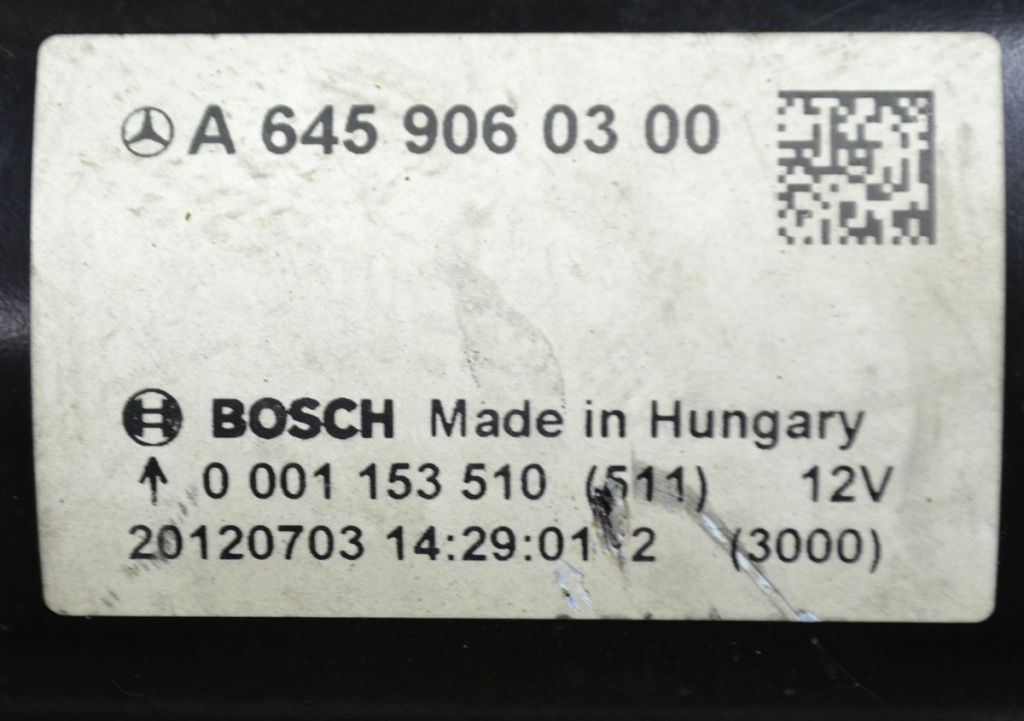 A 645 906 03 00
BOSCH Made in Hungary
↑ 0 001 153 510 (511) 12V
20120703 14:29:01 2 (3000)